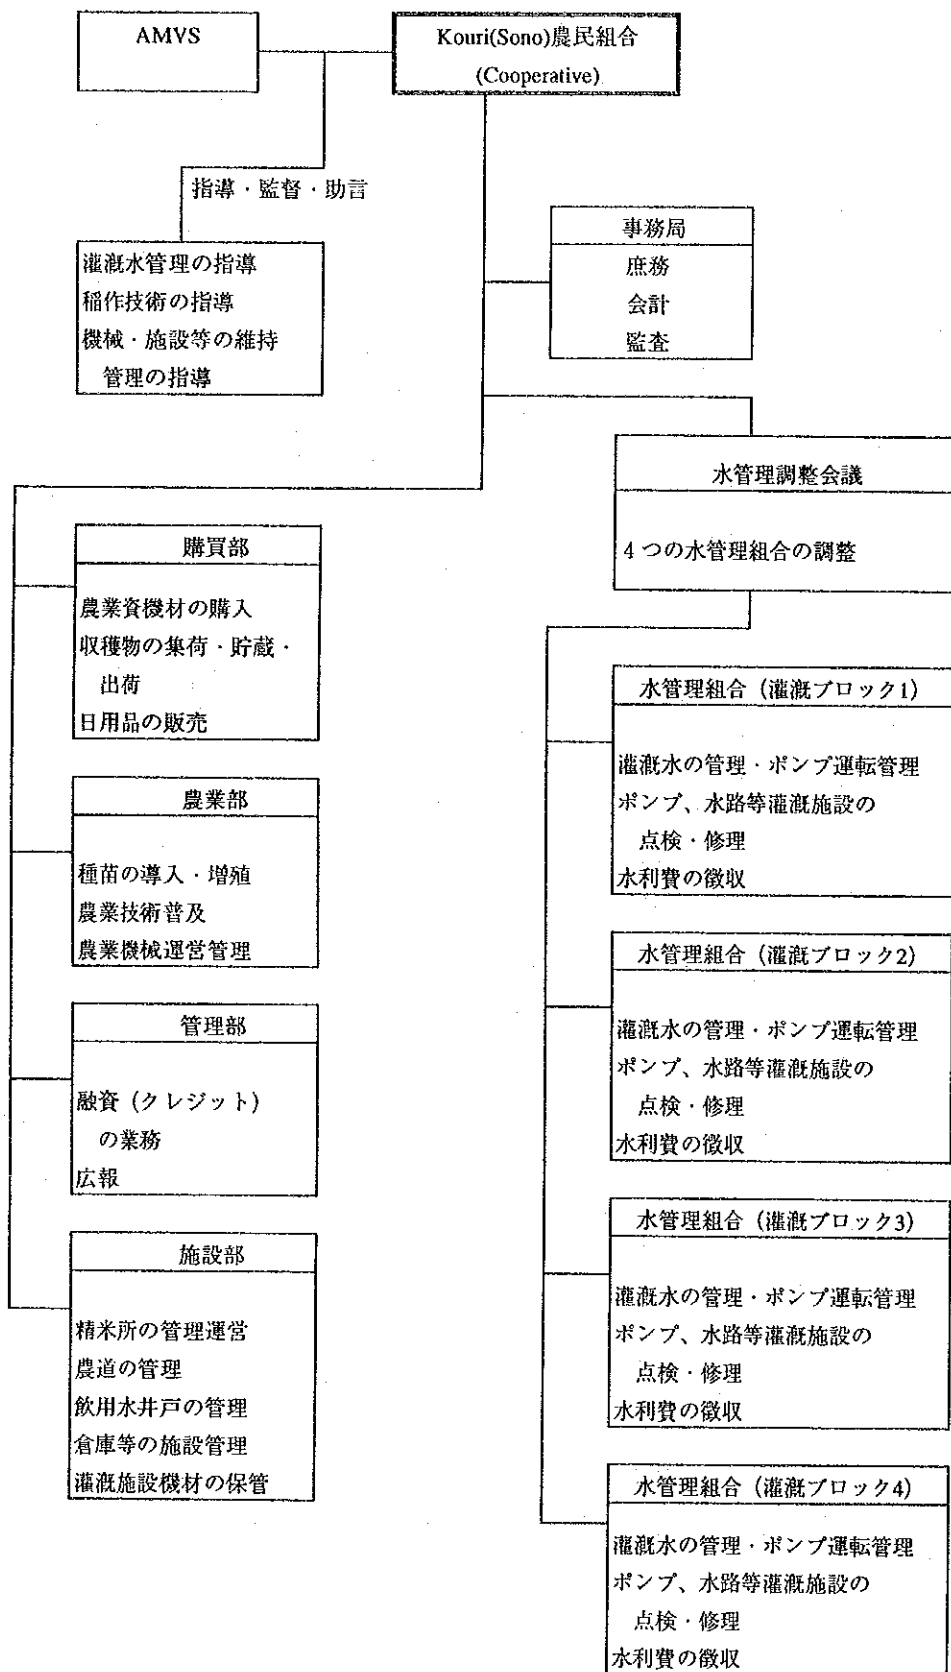 AMVS
Kouri(Sono)農民組合
(Cooperative)
指導・監督・助言
灌漑水管理の指導
稲作技術の指導
機械・施設等の維持
管理の指導
事務局
庶務
会計
監査
水管理調整会議
4つの水管理組合の調整
購買部
農業資機材の購入
収穫物の集荷・貯蔵・
出荷
日用品の販売
農業部
種苗の導入・増殖
農業技術普及
農業機械運営管理
管理部
融資（クレジット）
の業務
広報
施設部
精米所の管理運営
農道の管理
飲用水井戸の管理
倉庫等の施設管理
灌漑施設機材の保管
水管理組合（灌漑ブロック1）
灌漑水の管理・ポンプ運転管理
ポンプ、水路等灌漑施設の
点検・修理
水利費の徴収
水管理組合（灌漑ブロック2）
灌漑水の管理・ポンプ運転管理
ポンプ、水路等灌漑施設の
点検・修理
水利費の徴収
水管理組合（灌漑ブロック3）
灌漑水の管理・ポンプ運転管理
ポンプ、水路等灌漑施設の
点検・修理
水利費の徴収
水管理組合（灌漑ブロック4）
灌漑水の管理・ポンプ運転管理
ポンプ、水路等灌漑施設の
点検・修理
水利費の徴収